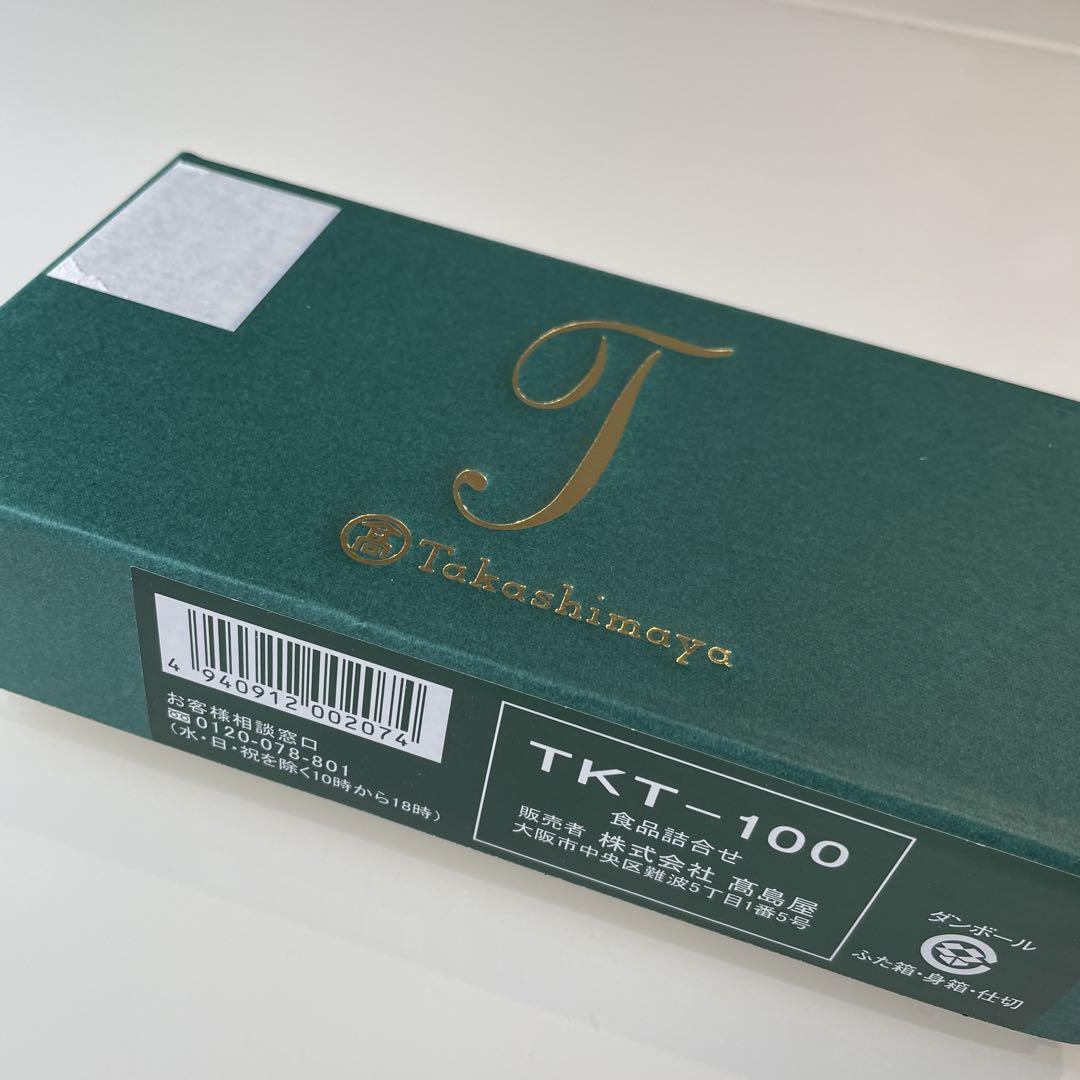 T
髙 Takashimaya
4 940912 002074
お客様相談窓口
0120-078-801
(水・日・祝を除く10時から18時)
TKT-100
食品詰合せ
販売者 株式会社 髙島屋
大阪市中央区難波5丁目1番5号
ダンボール
ふた箱・身箱・仕切